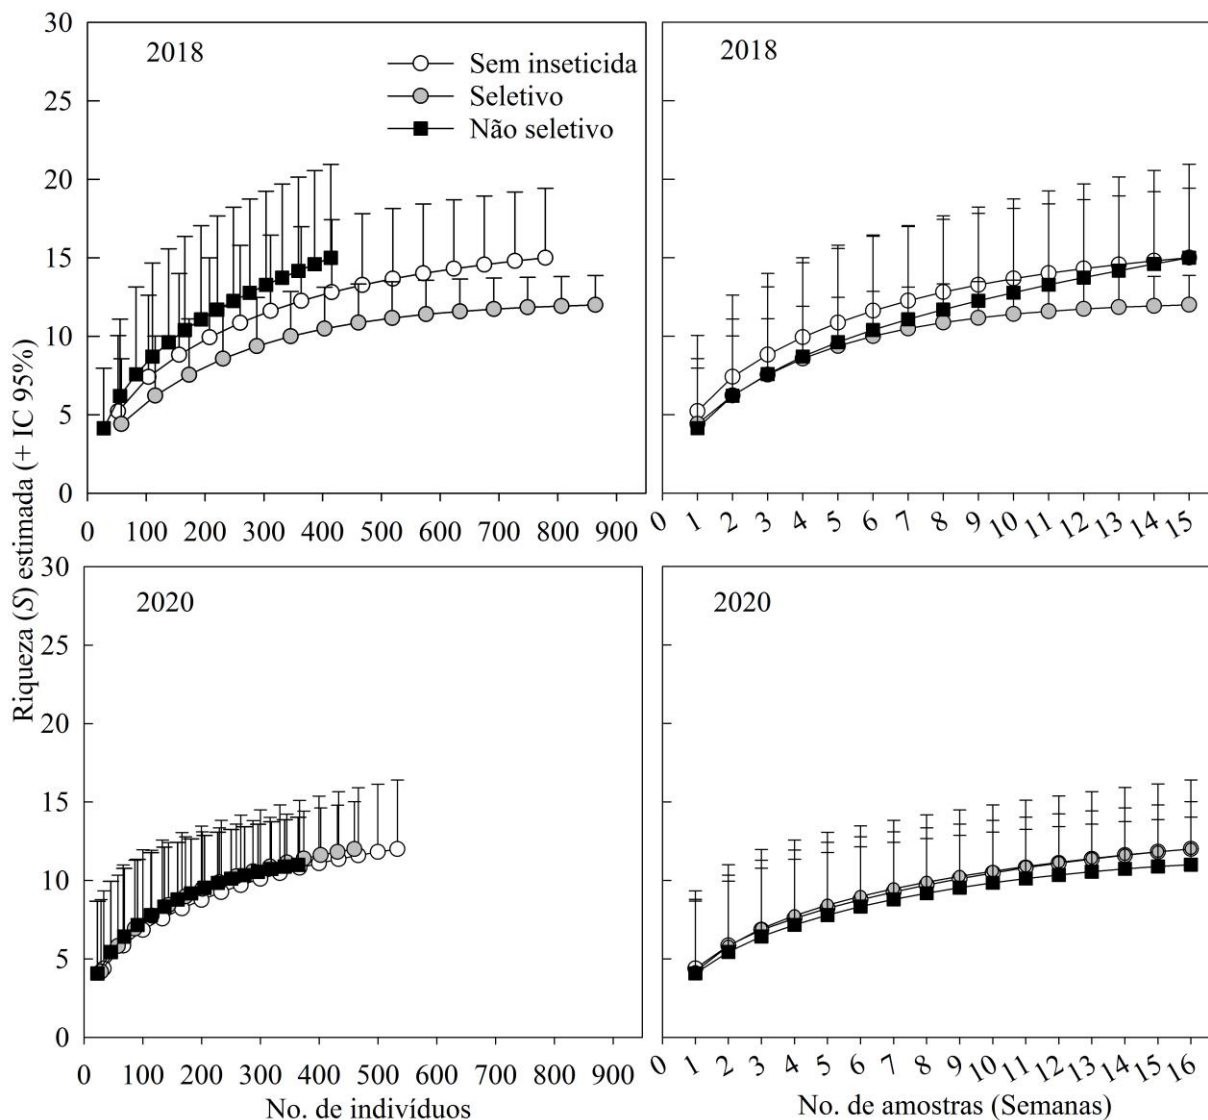 Riqueza (S) estimada (+ IC 95%)
30
25
20
15
10
5
0
2018
Sem inseticida
Seletivo
Não seletivo
0 100 200 300 400 500 600 700 800 900
2018
0 1 2 3 4 5 6 7 8 9 10 11 12 13 14 15
30
25
20
15
10
5
0
2020
0 100 200 300 400 500 600 700 800 900
No. de indivíduos
2020
0 1 2 3 4 5 6 7 8 9 10 11 12 13 14 15 16
No. de amostras (Semanas)